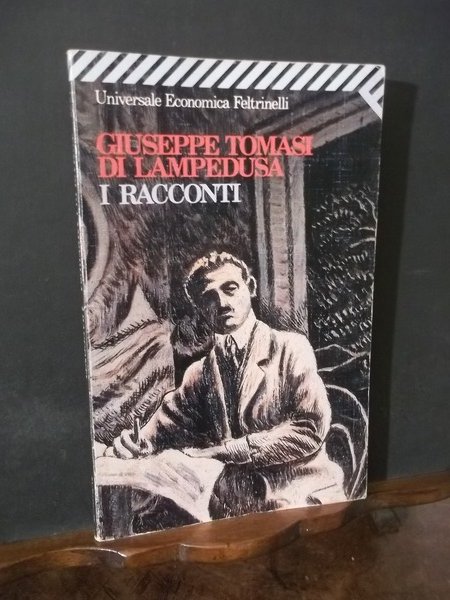 Universale Economica Feltrinelli
GIUSEPPE TOMASI
DI LAMPEDUSA
I RACCONTI